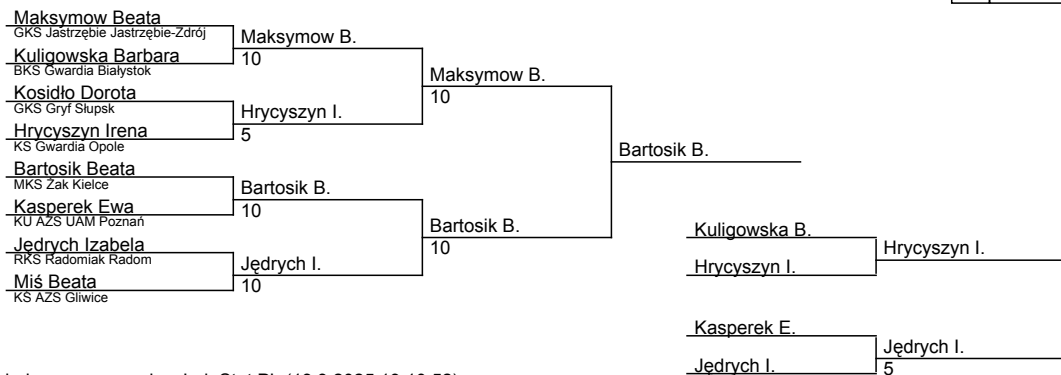 Maksymow Beata
GKS Jastrzębie Jastrzębie-Zdrój
Maksymow B.
Kuligowska Barbara
10
BKS Gwardia Białystok
Maksymow B.
Kosidło Dorota
10
GKS Gryf Słupsk
Hrycyszyn I.
Hrycyszyn Irena
5
KS Gwardia Opole
Bartosik B.
Bartosik Beata
MKS Żak Kielce
Bartosik B.
Kasperek Ewa
10
KU AZS UAM Poznań
Bartosik B.
Kuligowska B.
Jędrych Izabela
10
Hrycyszyn I.
RKS Radomiak Radom
Jędrych I.
Hrycyszyn I.
Miś Beata
10
KS AZS Gliwice
Kasperek E.
Jędrych I.
Jędrych I.
5